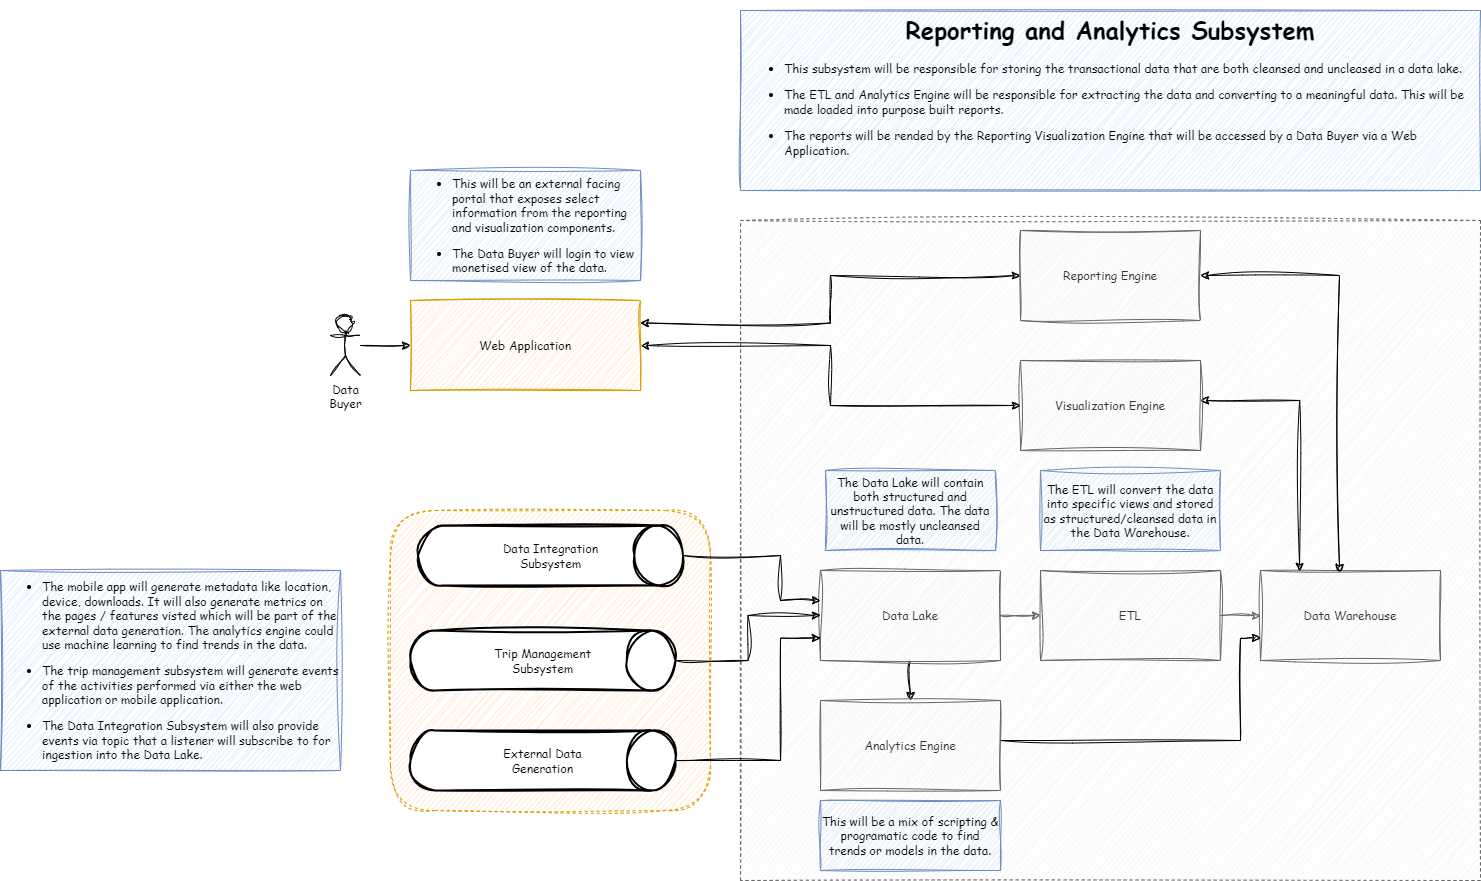 Reporting and Analytics Subsystem
• This subsystem will be responsible for storing the transactional data that are both cleansed and uncleased in a data lake.
• The ETL and Analytics Engine will be responsible for extracting the data and converting to a meaningful data. This will be
made loaded into purpose built reports.
• The reports will be rended by the Reporting Visualization Engine that will be accessed by a Data Buyer via a Web
Application.
• This will be an external facing
portal that exposes select
information from the reporting
and visualization components.
• The Data Buyer will login to view
monetised view of the data.
Reporting Engine
Web Application
Data
Buyer
Visualization Engine
The Data Lake will contain
both structured and
unstructured data. The data
will be mostly uncleansed
data.
The ETL will convert the data
into specific views and stored
as structured/cleansed data in
the Data Warehouse.
Data Integration
Subsystem
Trip Management
Subsystem
External Data
Generation
• The mobile app will generate metadata like location,
device, downloads. It will also generate metrics on
the pages / features visted which will be part of the
external data generation. The analytics engine could
use machine learning to find trends in the data.
• The trip management subsystem will generate events
of the activities performed via either the web
application or mobile application.
• The Data Integration Subsystem will also provide
events via topic that a listener will subscribe to for
ingestion into the Data Lake.
Data Lake
ETL
Data Warehouse
Analytics Engine
This will be a mix of scripting &
programatic code to find
trends or models in the data.